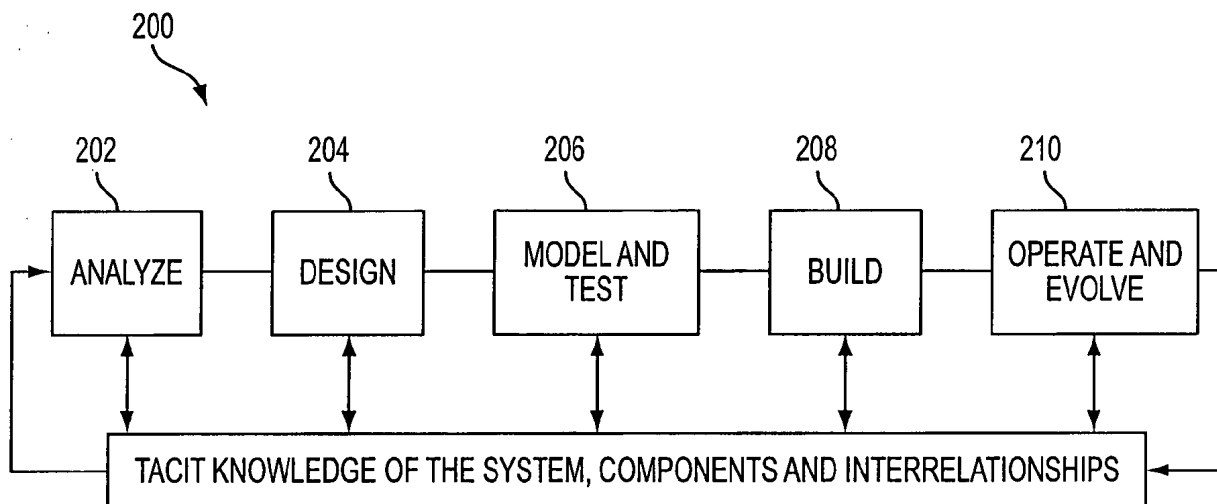 200
202
204
206
208
210
ANALYZE
DESIGN
MODEL AND
TEST
BUILD
OPERATE AND
EVOLVE
TACIT KNOWLEDGE OF THE SYSTEM, COMPONENTS AND INTERRELATIONSHIPS